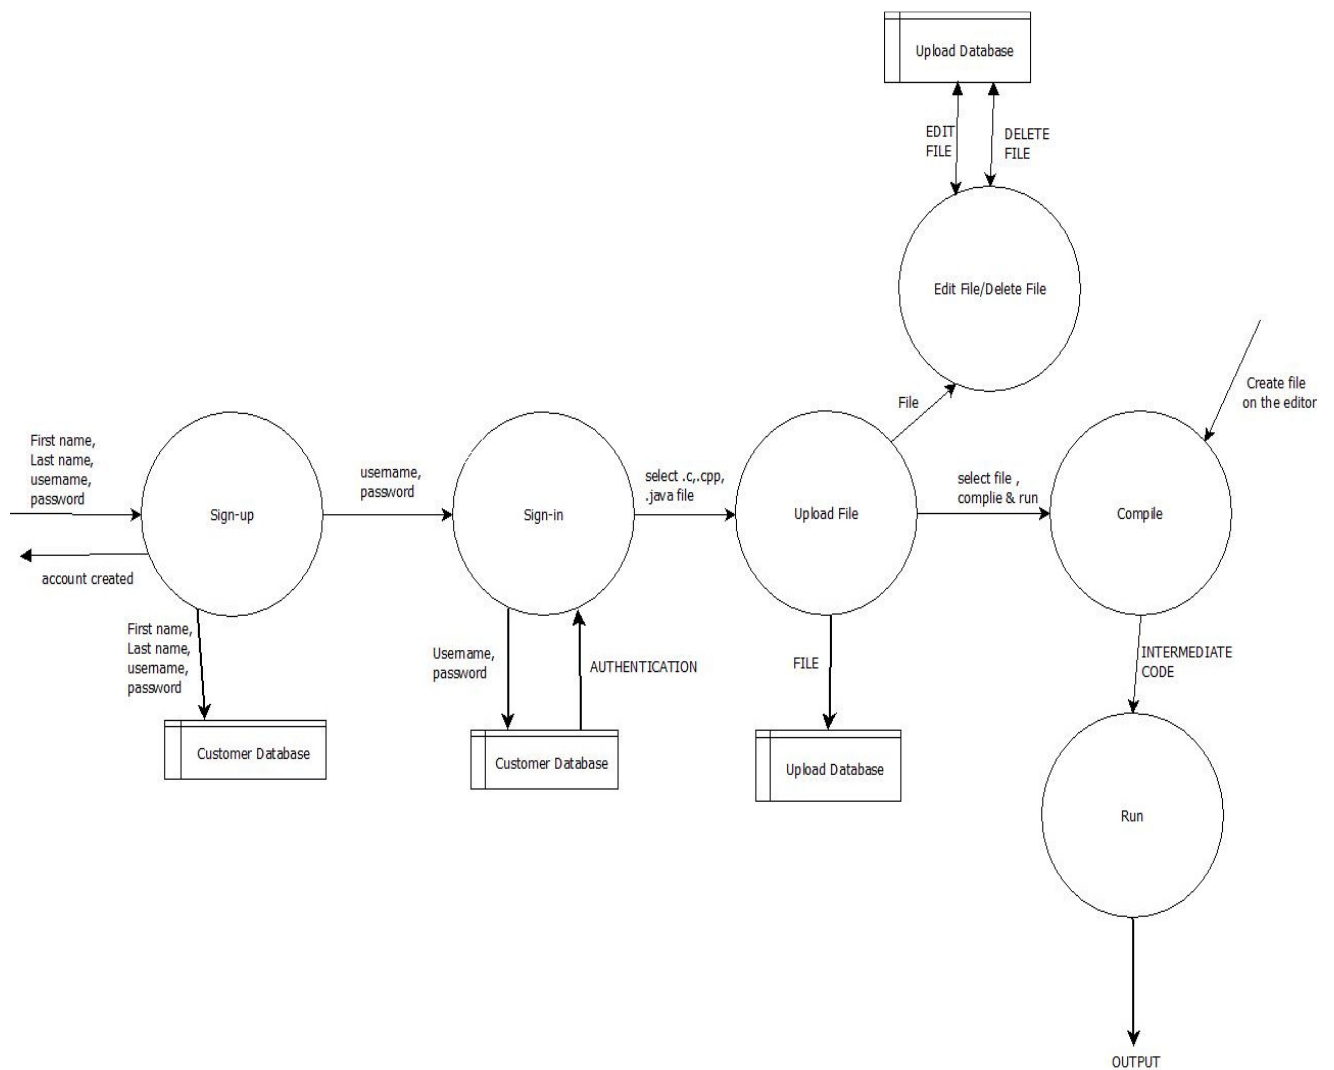 Upload Database
EDIT
FILE
DELETE
FILE
Edit File/Delete File
Create file
on the editor
File
First name,
Last name,
username,
password
Sign-up
username,
password
Sign-in
select .c,.cpp,
.java file
Upload File
select file ,
complie & run
Compile
account created
First name,
Last name,
username,
password
Customer Database
Username,
password
AUTHENTICATION
Customer Database
FILE
Upload Database
INTERMEDIATE
CODE
Run
OUTPUT